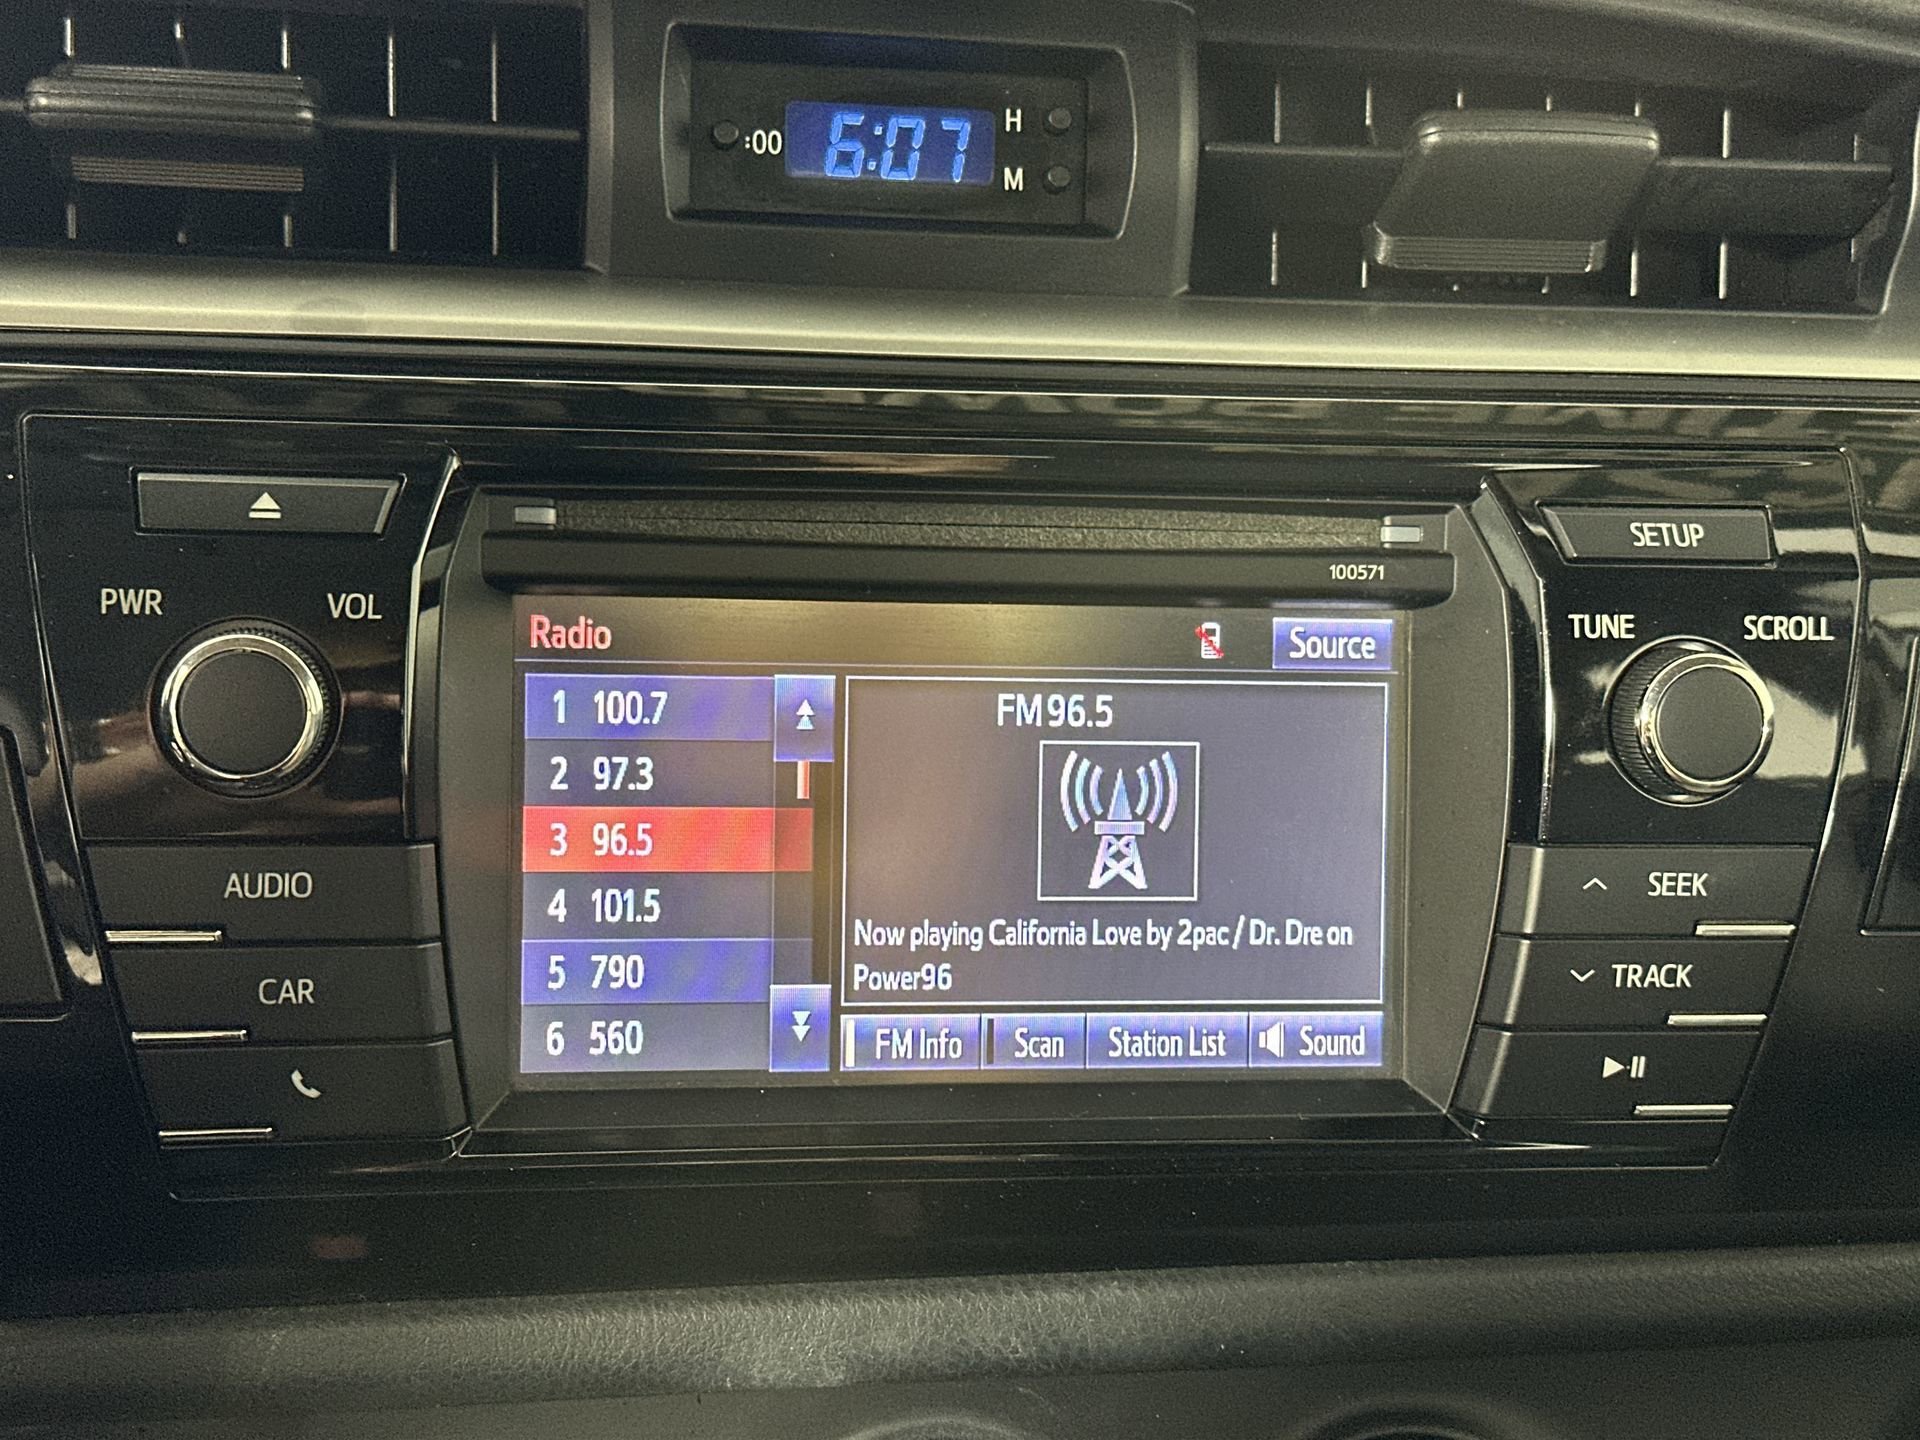 :00 6:07 H
M
100571
SETUP
PWR VOL
TUNE SCROLL
Radio
Source
1 100.7
2 97.3
3 96.5
4 101.5
5 790
6 560
FM 96.5
Now playing California Love by 2pac / Dr. Dre on
Power96
FM Info Scan Station List Sound
AUDIO
CAR
SEEK
TRACK